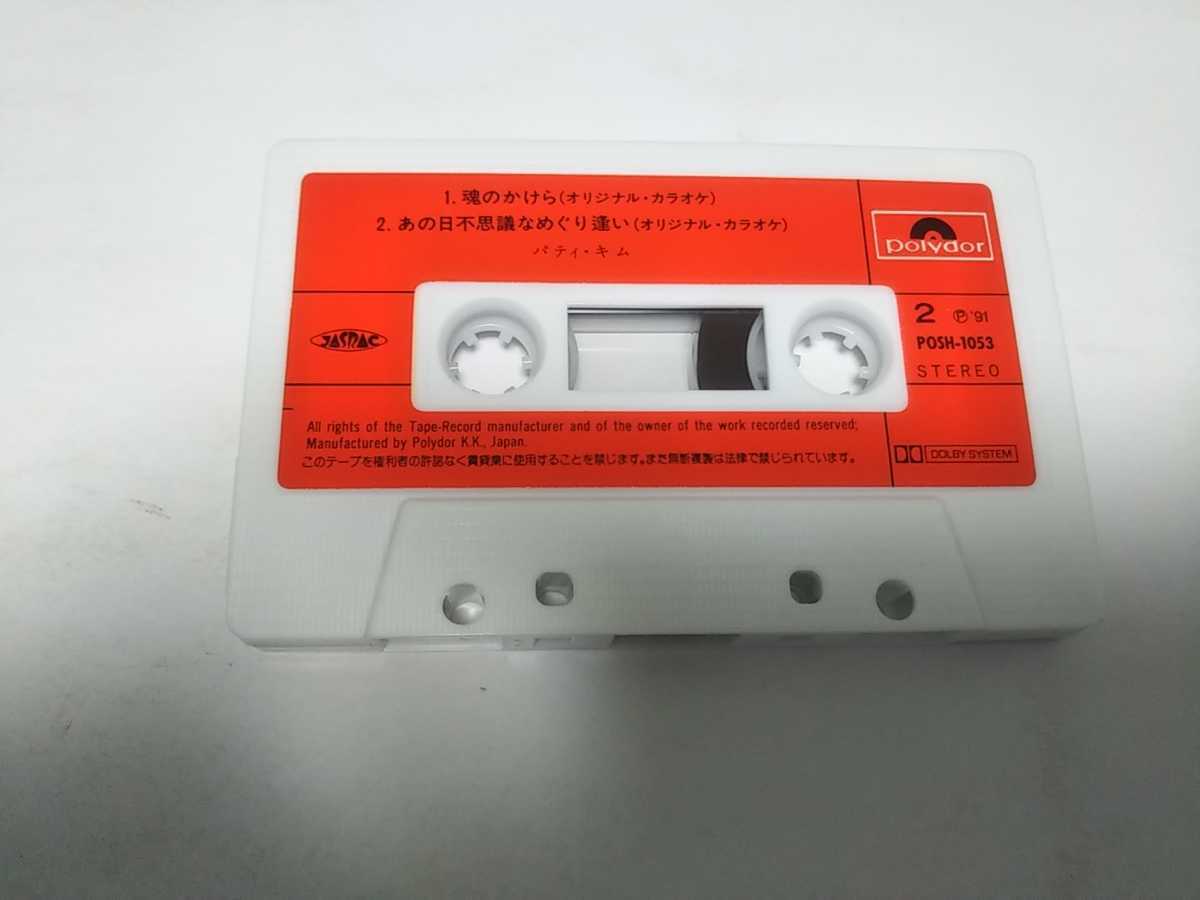 1. 魂のかけら(オリジナル・カラオケ)
2. あの日不思議なめぐり逢い(オリジナル・カラオケ)
パティ・キム
polydor
JASRAC
2 Ⓟ'91
POSH-1053
STEREO
All rights of the Tape-Record manufacturer and of the owner of the work recorded reserved;
Manufactured by Polydor K.K., Japan.
このテープを権利者の許諾なく賃貸業に使用することを禁じます。また無断複製は法律で禁じられています。
DOLBY SYSTEM